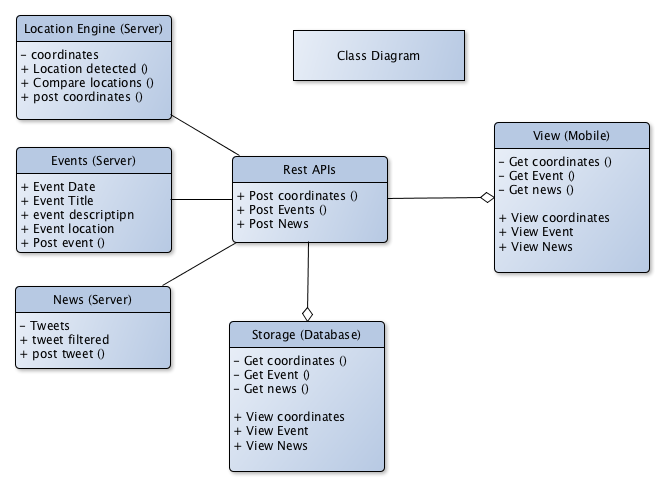 Location Engine (Server)
– coordinates
+ Location detected ()
+ Compare locations ()
+ post coordinates ()
Class Diagram
Events (Server)
+ Event Date
+ Event Title
+ event descriptipn
+ Event location
+ Post event ()
Rest APIs
+ Post coordinates ()
+ Post Events ()
+ Post News
View (Mobile)
– Get coordinates ()
– Get Event ()
– Get news ()
+ View coordinates
+ View Event
+ View News
News (Server)
– Tweets
+ tweet filtered
+ post tweet ()
Storage (Database)
– Get coordinates ()
– Get Event ()
– Get news ()
+ View coordinates
+ View Event
+ View News